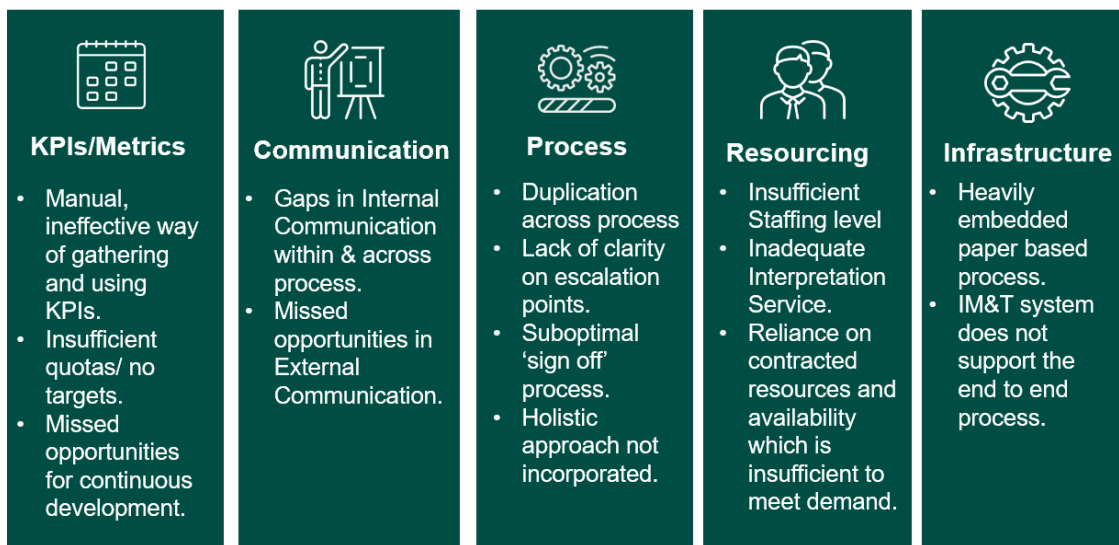 KPIs/Metrics
• Manual,
ineffective way
of gathering
and using
KPIs.
• Insufficient
quotas/ no
targets.
• Missed
opportunities
for continuous
development.
Communication
• Gaps in Internal
Communication
within & across
process.
• Missed
opportunities in
External
Communication.
Process
• Duplication
across process
• Lack of clarity
on escalation
points.
• Suboptimal
‘sign off’
process.
• Holistic
approach not
incorporated.
Resourcing
• Insufficient
Staffing level
• Inadequate
Interpretation
Service.
• Reliance on
contracted
resources and
availability
which is
insufficient to
meet demand.
Infrastructure
• Heavily
embedded
paper based
process.
• IM&T system
does not
support the
end to end
process.